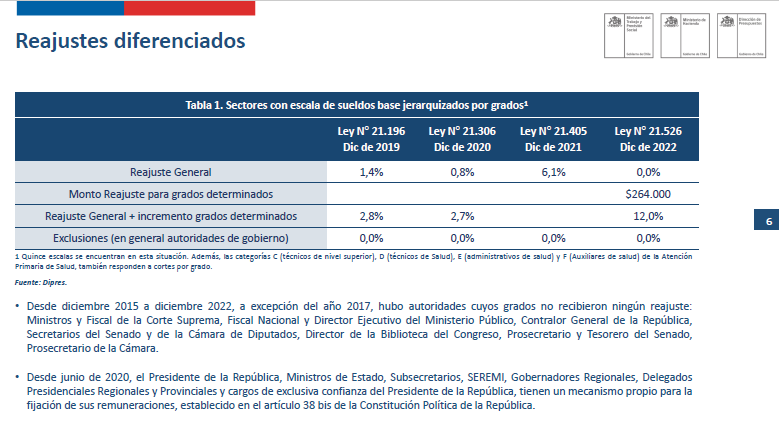 Reajustes diferenciados
Ministerio del
Trabajo y
Previsión
Social
Gobierno de Chile
Ministerio de
Hacienda
Gobierno de Chile
Dirección de
Presupuestos
Gobierno de Chile
Tabla 1. Sectores con escala de sueldos base jerarquizados por grados¹
Ley N° 21.196 Ley N° 21.306 Ley N° 21.405 Ley N° 21.526
Dic de 2019 Dic de 2020 Dic de 2021 Dic de 2022
Reajuste General 1,4% 0,8% 6,1% 0,0%
Monto Reajuste para grados determinados $264.000
Reajuste General + incremento grados determinados 2,8% 2,7% 12,0%
Exclusiones (en general autoridades de gobierno) 0,0% 0,0% 0,0% 0,0%
6
1 Quince escalas se encuentran en esta situación. Además, las categorías C (técnicos de nivel superior), D (técnicos de Salud), E (administrativos de salud) y F (Auxiliares de salud) de la Atención
Primaria de Salud, también responden a cortes por grado.
Fuente: Dipres.
• Desde diciembre 2015 a diciembre 2022, a excepción del año 2017, hubo autoridades cuyos grados no recibieron ningún reajuste:
Ministros y Fiscal de la Corte Suprema, Fiscal Nacional y Director Ejecutivo del Ministerio Público, Contralor General de la República,
Secretarios del Senado y de la Cámara de Diputados, Director de la Biblioteca del Congreso, Prosecretario y Tesorero del Senado,
Prosecretario de la Cámara.
• Desde junio de 2020, el Presidente de la República, Ministros de Estado, Subsecretarios, SEREMI, Gobernadores Regionales, Delegados
Presidenciales Regionales y Provinciales y cargos de exclusiva confianza del Presidente de la República, tienen un mecanismo propio para la
fijación de sus remuneraciones, establecido en el artículo 38 bis de la Constitución Política de la República.